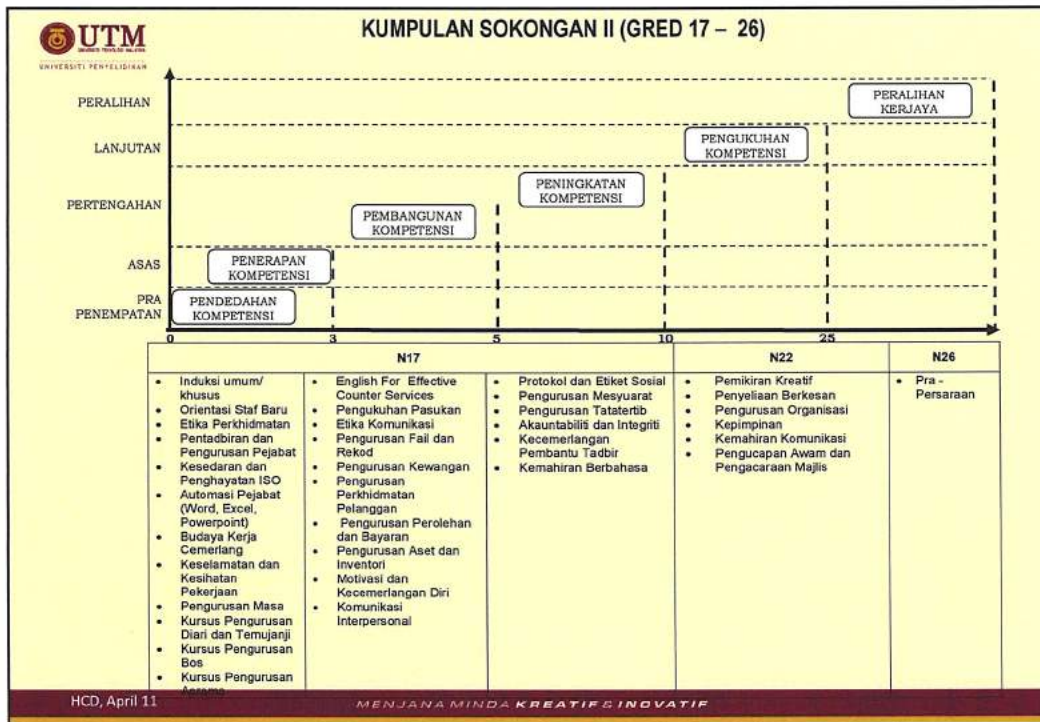 UTM
UNIVERSITI TEKNOLOGI MALAYSIA
UNIVERSITI PENYELIDIKAN
KUMPULAN SOKONGAN II (GRED 17 – 26)
PERALIHAN
PERALIHAN
KERJAYA
LANJUTAN
PENGUKUHAN
KOMPETENSI
PERTENGAHAN
PENINGKATAN
KOMPETENSI
PEMBANGUNAN
KOMPETENSI
ASAS
PENERAPAN
KOMPETENSI
PRA
PENEMPATAN
PENDEDAHAN
KOMPETENSI
0 3 5 10 25
N17 N22 N26
• Induksi umum/
khusus
• Orientasi Staf Baru
• Etika Perkhidmatan
• Pentadbiran dan
Pengurusan Pejabat
• Kesedaran dan
Penghayatan ISO
• Automasi Pejabat
(Word, Excel,
Powerpoint)
• Budaya Kerja
Cemerlang
• Keselamatan dan
Kesihatan
Pekerjaan
• Pengurusan Masa
• Kursus Pengurusan
Diari dan Temujanji
• Kursus Pengurusan
Bos
• Kursus Pengurusan
• English For Effective
Counter Services
• Pengukuhan Pasukan
• Etika Komunikasi
• Pengurusan Fail dan
Rekod
• Pengurusan Kewangan
• Pengurusan
Perkhidmatan
Pelanggan
• Pengurusan Perolehan
dan Bayaran
• Pengurusan Aset dan
Inventori
• Motivasi dan
Kecemerlangan Diri
• Komunikasi
Interpersonal
• Protokol dan Etiket Sosial
• Pengurusan Mesyuarat
• Pengurusan Tatatertib
• Akauntabiliti dan Integriti
• Kecemerlangan
Pembantu Tadbir
• Kemahiran Berbahasa
• Pemikiran Kreatif
• Penyeliaan Berkesan
• Pengurusan Organisasi
• Kepimpinan
• Kemahiran Komunikasi
• Pengucapan Awam dan
Pengacaraan Majlis
• Pra -
Persaraan
HCD, April 11
MENJANA MINDA KREATIF & INOVATIF